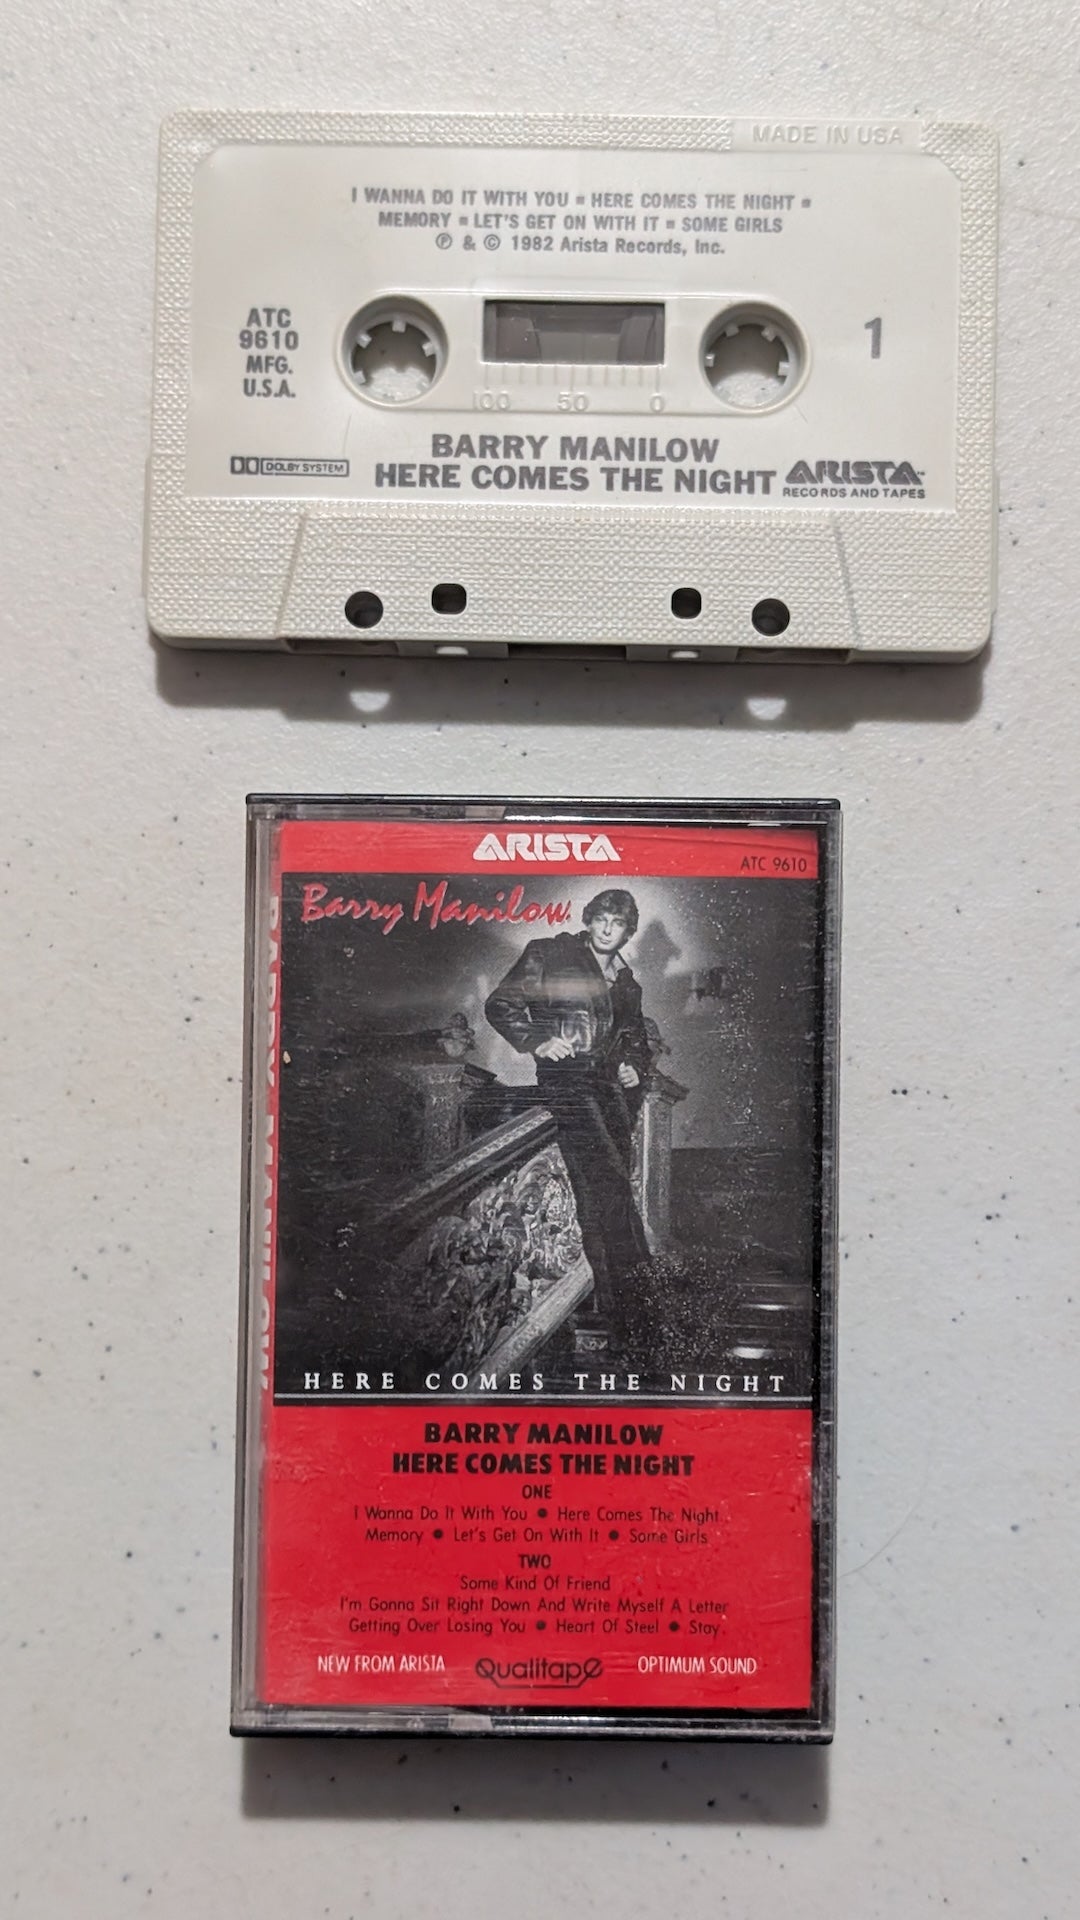 MADE IN USA
I WANNA DO IT WITH YOU ■ HERE COMES THE NIGHT ■
MEMORY ■ LET'S GET ON WITH IT ■ SOME GIRLS
℗ & © 1982 Arista Records, Inc.
ATC
9610
MFG.
U.S.A.
1
100 50 0
DOLBY SYSTEM
BARRY MANILOW
HERE COMES THE NIGHT
ARISTA™
RECORDS AND TAPES
ARISTA™
ATC 9610
Barry Manilow
BARRY MANILOW
HERE COMES THE NIGHT
BARRY MANILOW
HERE COMES THE NIGHT
ONE
I Wanna Do It With You ● Here Comes The Night
Memory ● Let's Get On With It ● Some Girls
TWO
Some Kind Of Friend
I'm Gonna Sit Right Down And Write Myself A Letter
Getting Over Losing You ● Heart Of Steel ● Stay
NEW FROM ARISTA Qualitape OPTIMUM SOUND